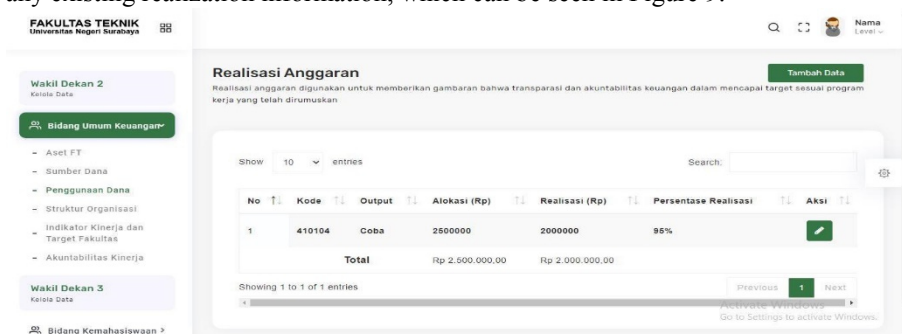 any existing realization information, which can be seen in Figure 9.
FAKULTAS TEKNIK
Universitas Negeri Surabaya
Nama
Level
Wakil Dekan 2
Kelola Data
Bidang Umum Keuangan
- Aset FT
- Sumber Dana
- Penggunaan Dana
- Struktur Organisasi
- Indikator Kinerja dan
Target Fakultas
- Akuntabilitas Kinerja
Wakil Dekan 3
Kelola Data
Bidang Kemahasiswaan >
Realisasi Anggaran
Tambah Data
Realisasi anggaran digunakan untuk memberikan gambaran bahwa transparasi dan akuntabilitas keuangan dalam mencapai target sesuai program
kerja yang telah dirumuskan
Show 10 entries
Search:
No Kode Output Alokasi (Rp) Realisasi (Rp) Persentase Realisasi Aksi
1 410104 Coba 2500000 2000000 95%
Total Rp 2.500.000,00 Rp 2.000.000,00
Showing 1 to 1 of 1 entries
Previous 1 Next
Activate Windows
Go to Settings to activate Windows.